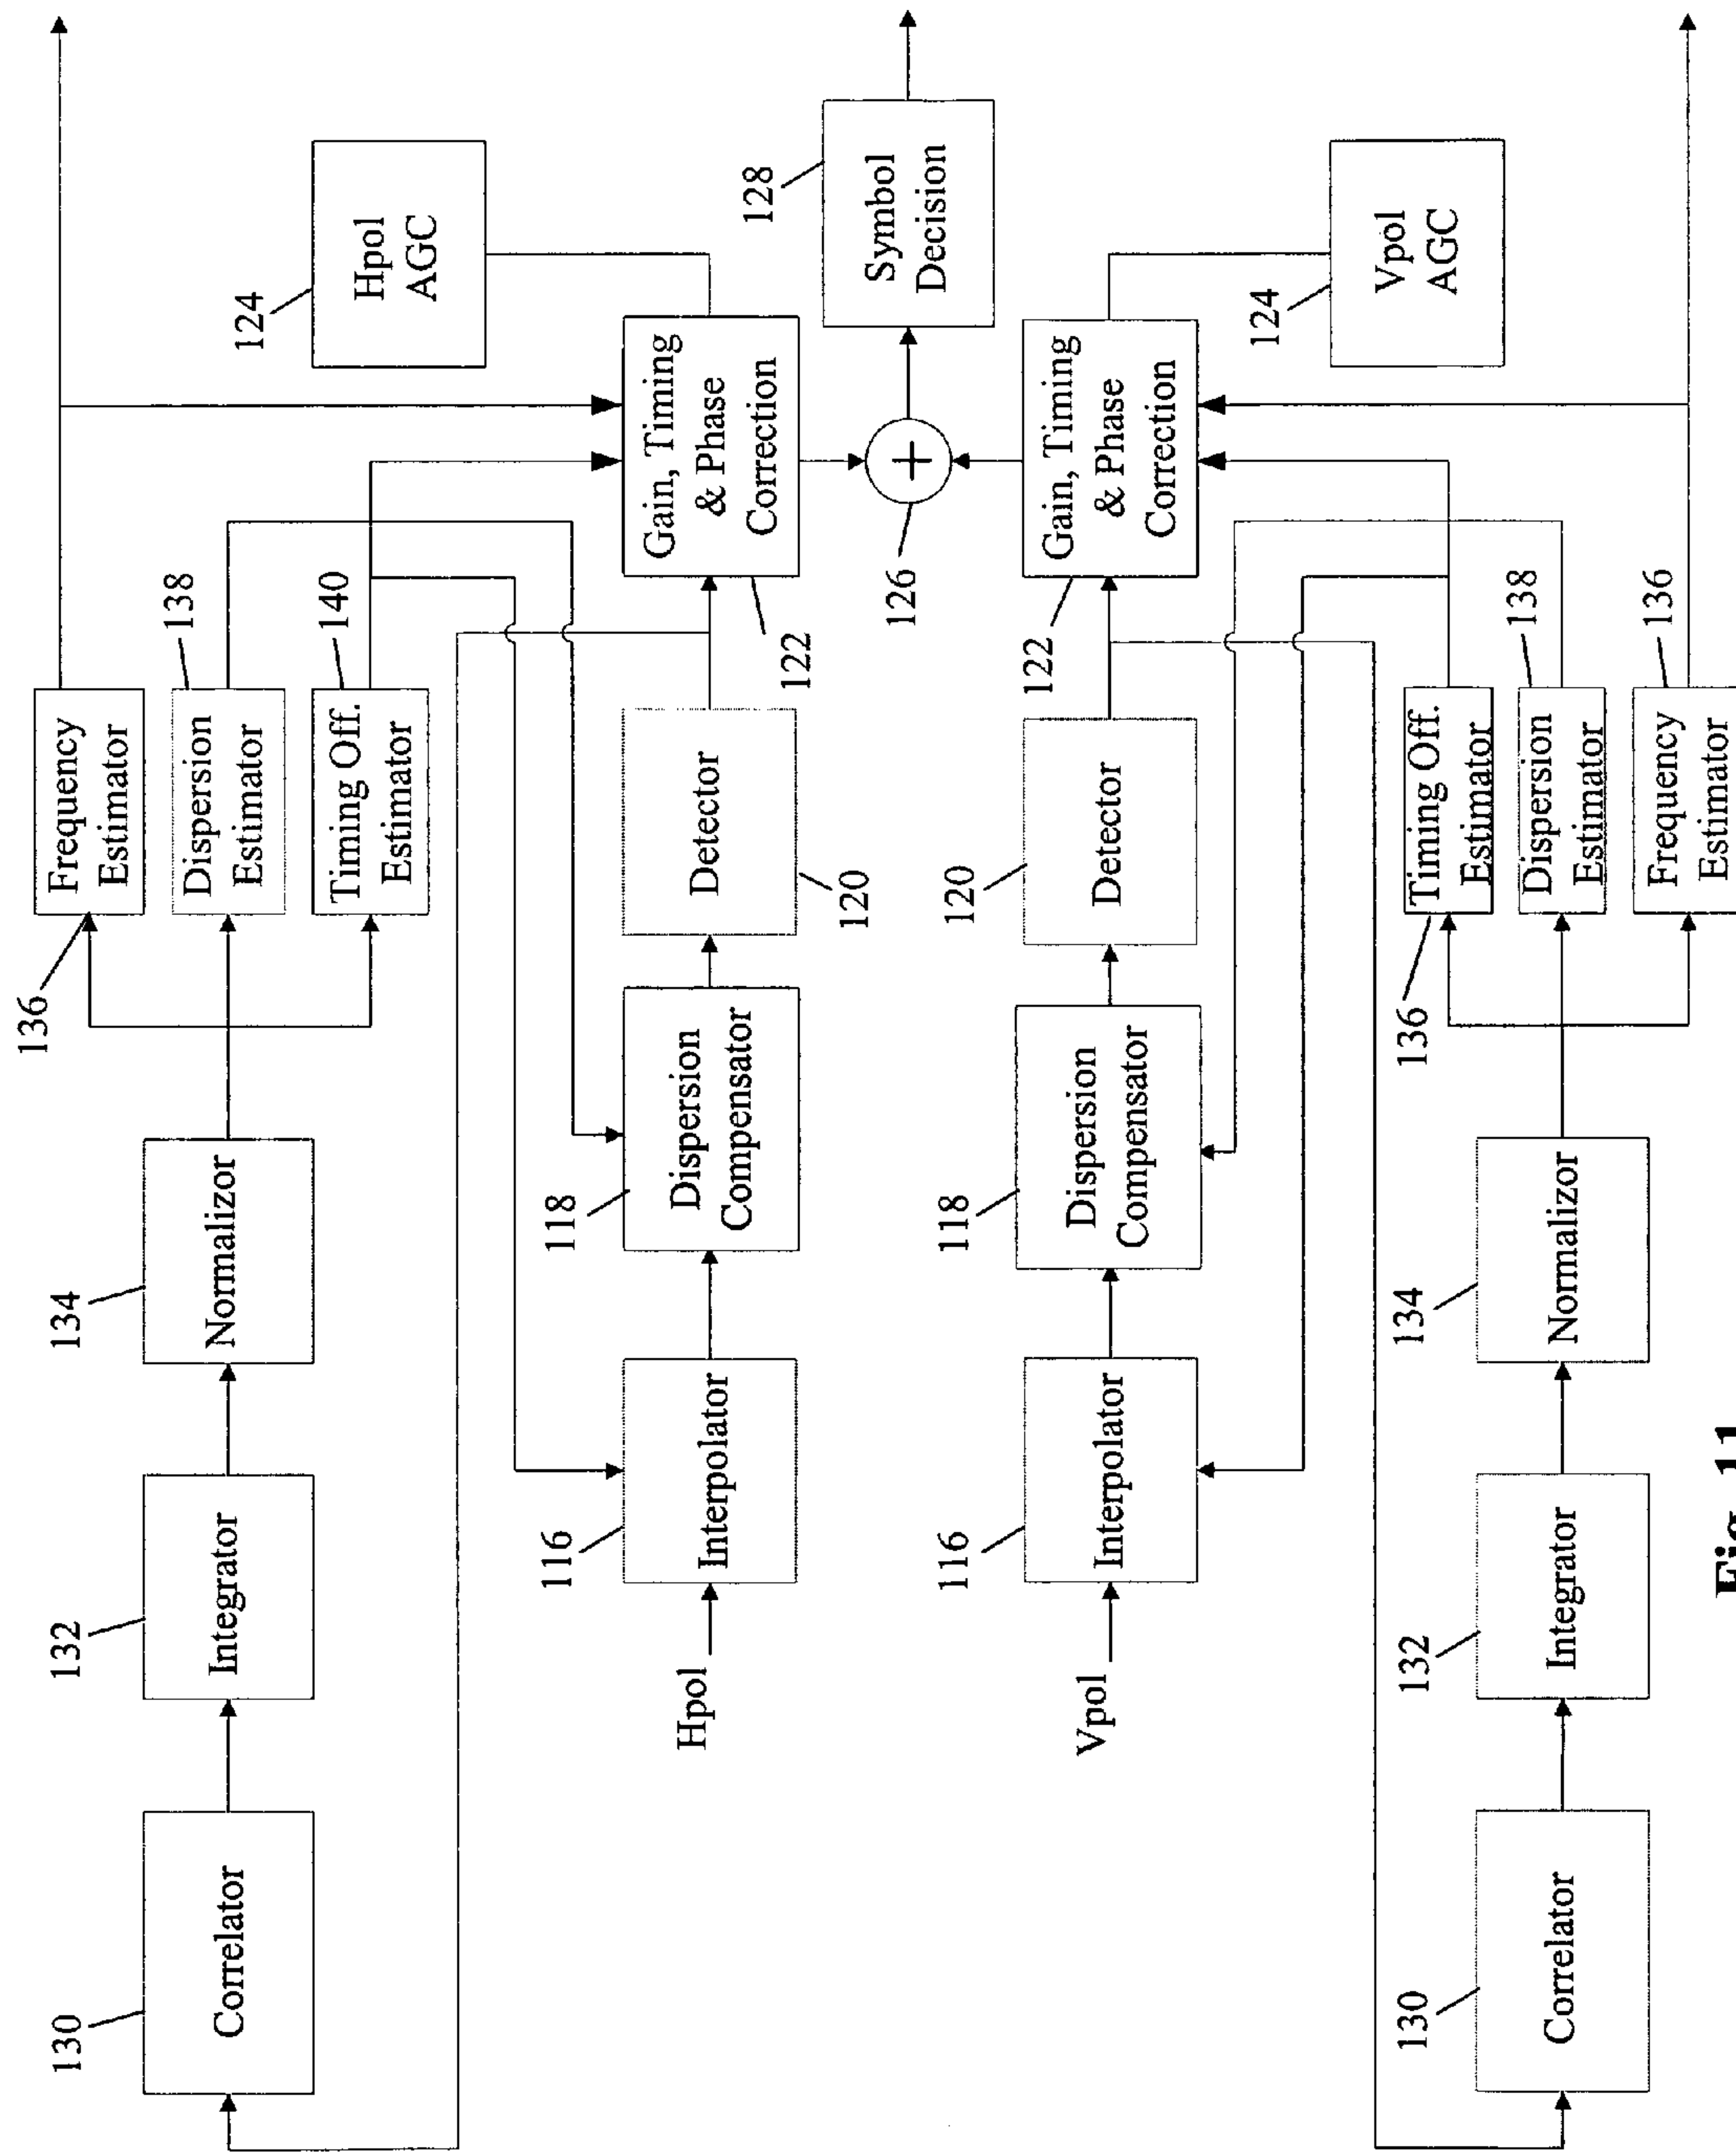 136
Frequency
Estimator
130
Correlator
132
Integrator
134
Normalizor
Dispersion
Estimator
138
Timing Off.
Estimator
140
124
Hpol
AGC
Hpol
116
Interpolator
118
Dispersion
Compensator
Detector
120
Gain, Timing
& Phase
Correction
122
126
+
128
Symbol
Decision
Vpol
116
Interpolator
118
Dispersion
Compensator
120
Detector
122
Gain, Timing
& Phase
Correction
124
Vpol
AGC
130
Correlator
132
Integrator
134
Normalizor
136
Timing Off.
Estimator
138
Dispersion
Estimator
136
Frequency
Estimator
Fig. 11